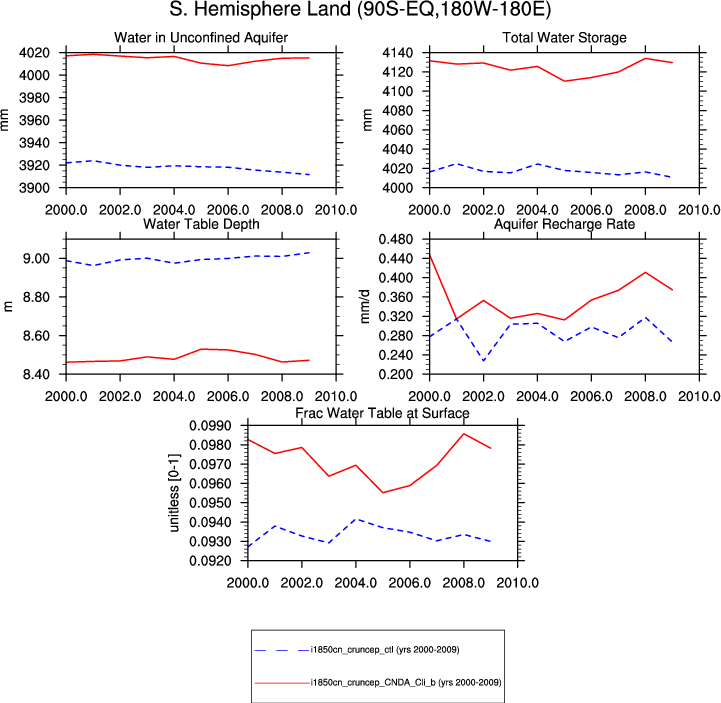 S. Hemisphere Land (90S-EQ,180W-180E)
Water in Unconfined Aquifer
mm
4020
4000
3980
3960
3940
3920
3900
2000.0 2002.0 2004.0 2006.0 2008.0 2010.0
Total Water Storage
mm
4140
4120
4100
4080
4060
4040
4020
4000
2000.0 2002.0 2004.0 2006.0 2008.0 2010.0
Water Table Depth
m
9.00
8.80
8.60
8.40
2000.0 2002.0 2004.0 2006.0 2008.0 2010.0
Aquifer Recharge Rate
mm/d
0.480
0.440
0.400
0.360
0.320
0.280
0.240
0.200
2000.0 2002.0 2004.0 2006.0 2008.0 2010.0
Frac Water Table at Surface
unitless [0-1]
0.0990
0.0980
0.0970
0.0960
0.0950
0.0940
0.0930
0.0920
2000.0 2002.0 2004.0 2006.0 2008.0 2010.0
i1850cn_cruncep_ctl (yrs 2000-2009)
i1850cn_cruncep_CNDA_Cli_b (yrs 2000-2009)